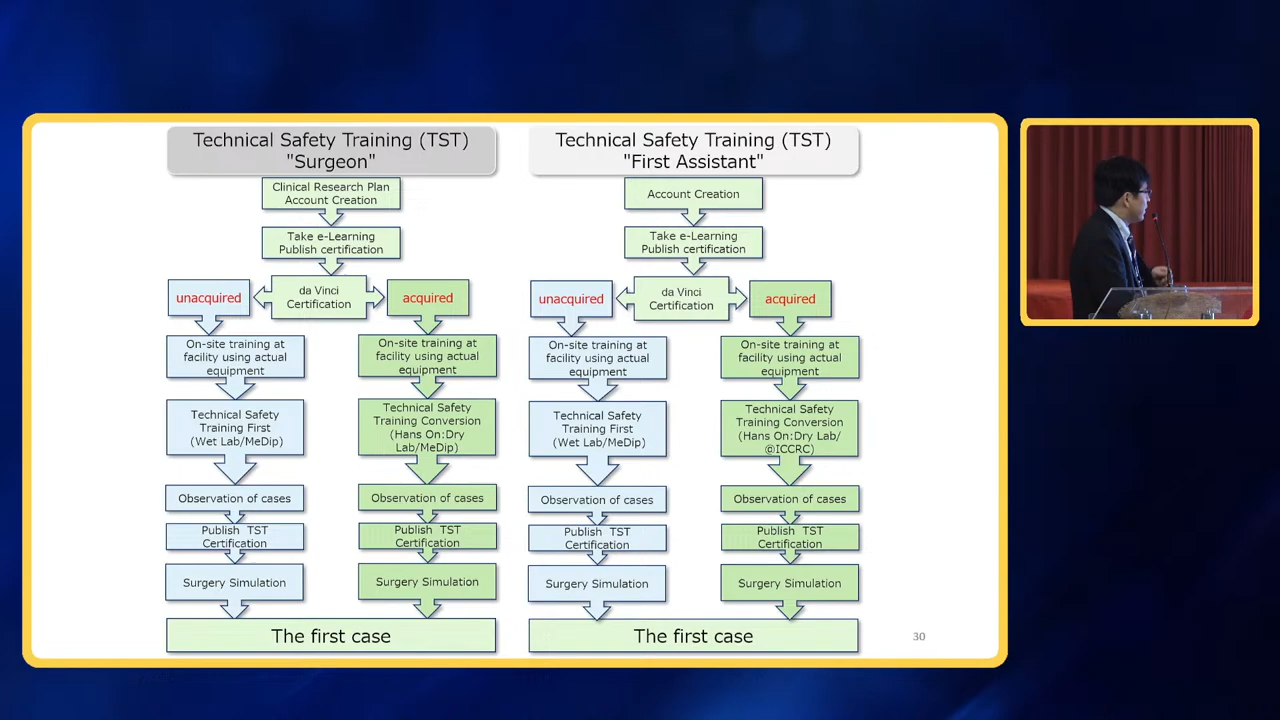 Technical Safety Training (TST)
"Surgeon"
Clinical Research Plan
Account Creation
Take e-Learning
Publish certification
unacquired
da Vinci
Certification
acquired
On-site training at
facility using actual
equipment
Technical Safety
Training First
(Wet Lab/MeDip)
Observation of cases
Publish TST
Certification
Surgery Simulation
On-site training at
facility using actual
equipment
Technical Safety
Training Conversion
(Hans On:Dry
Lab/MeDip)
Observation of cases
Publish TST
Certification
Surgery Simulation
The first case
Technical Safety Training (TST)
"First Assistant"
Account Creation
Take e-Learning
Publish certification
unacquired
da Vinci
Certification
acquired
On-site training at
facility using actual
equipment
Technical Safety
Training First
(Wet Lab/MeDip)
Observation of cases
Publish TST
Certification
Surgery Simulation
On-site training at
facility using actual
equipment
Technical Safety
Training Conversion
(Hans On:Dry Lab/
@ICCRC)
Observation of cases
Publish TST
Certification
Surgery Simulation
The first case
30